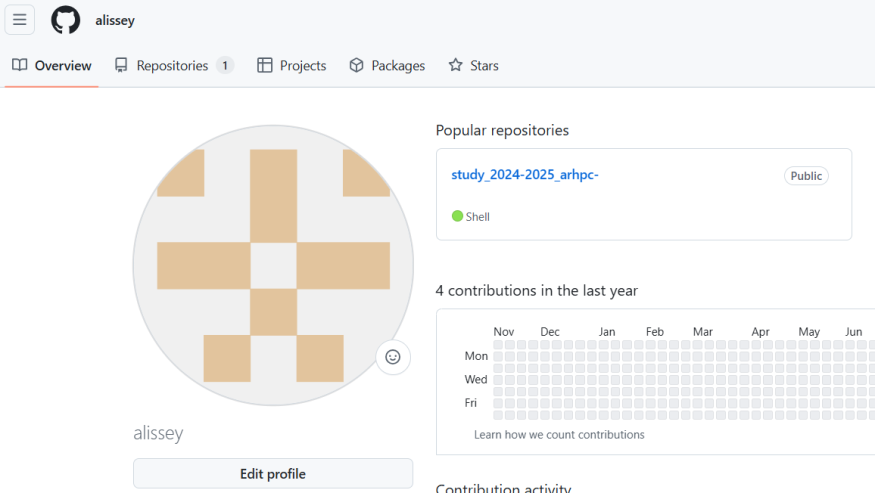 alissey
Overview Repositories 1 Projects Packages Stars
Popular repositories
study_2024-2025_arhpc-
Public
Shell
4 contributions in the last year
Nov Dec Jan Feb Mar Apr May Jun
Mon
Wed
Fri
Learn how we count contributions
alissey
Edit profile
Contribution activity